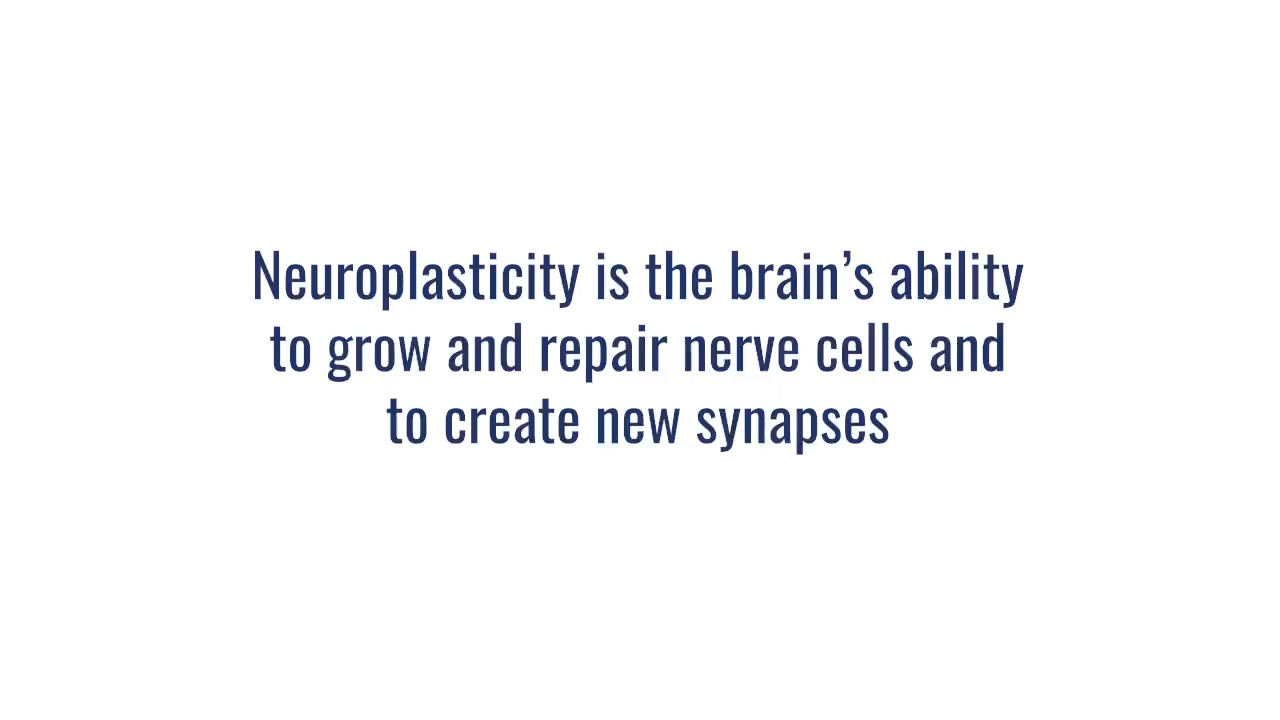 Neuroplasticity is the brain’s ability
to grow and repair nerve cells and
to create new synapses